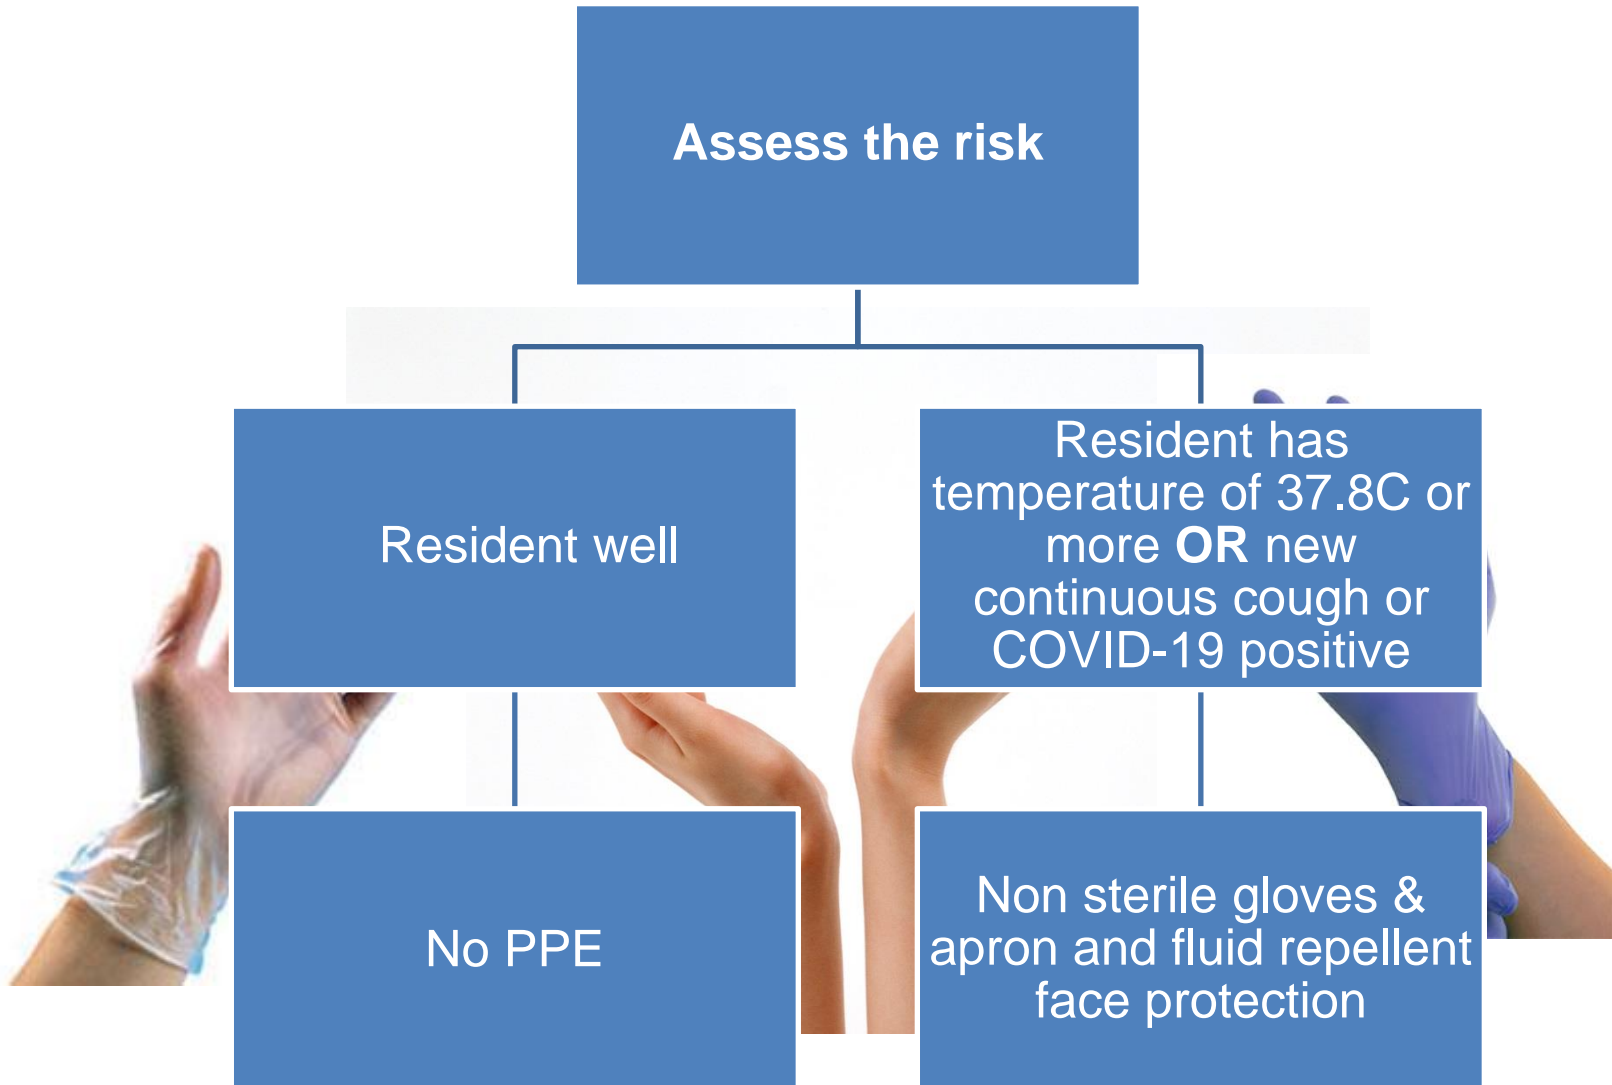 Assess the risk
Resident well
Resident has
temperature of 37.8C or
more OR new
continuous cough or
COVID-19 positive
No PPE
Non sterile gloves &
apron and fluid repellent
face protection